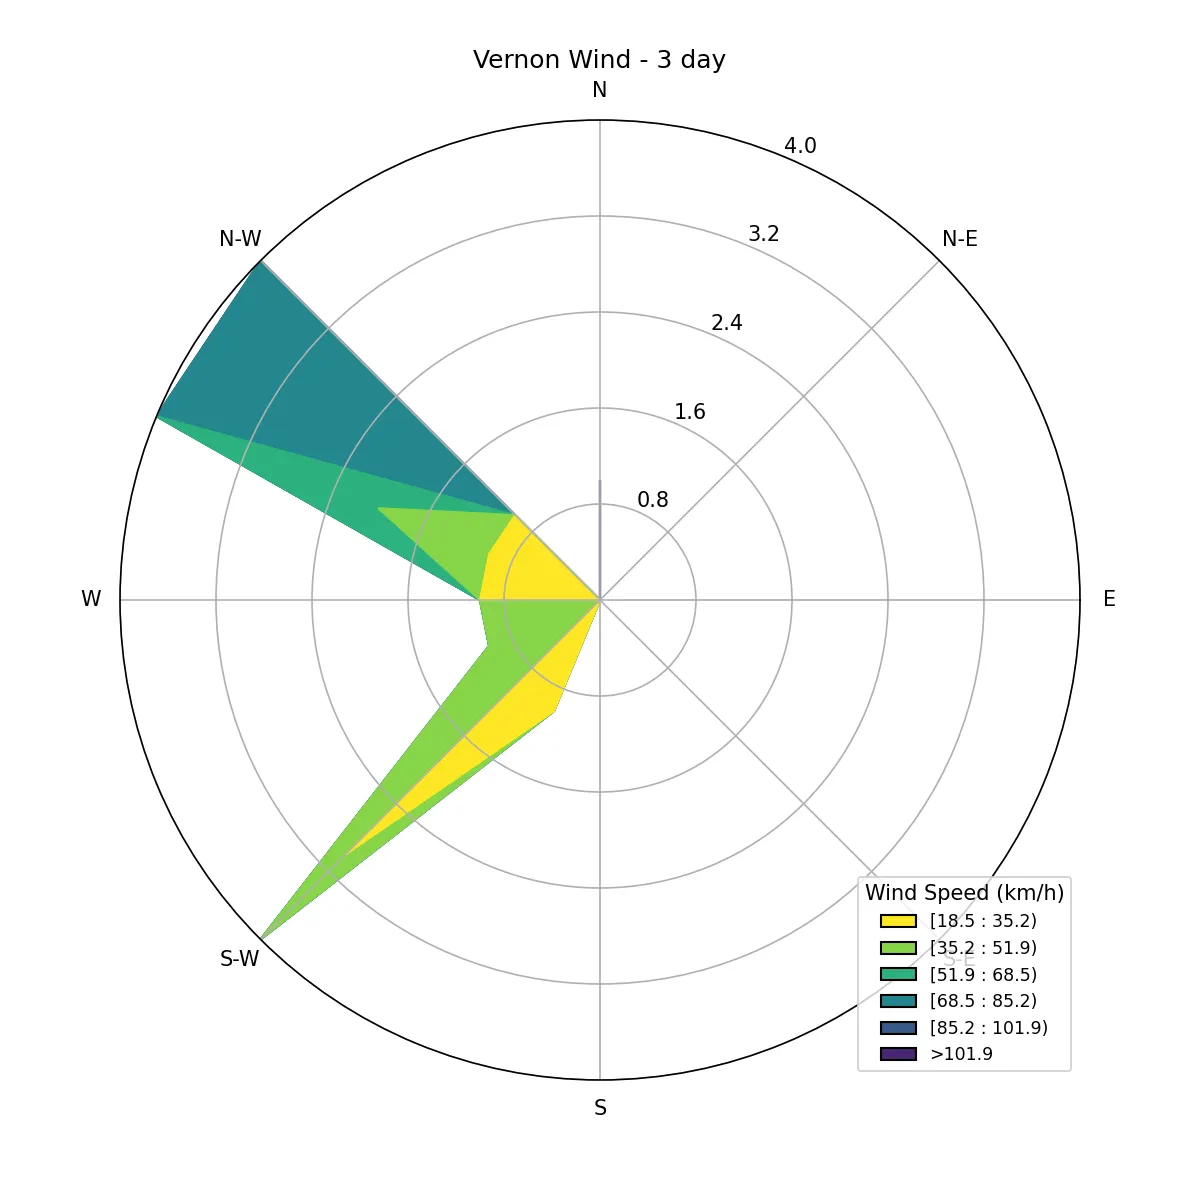 Vernon Wind - 3 day
N
4.0
N-W
3.2
N-E
2.4
1.6
0.8
W
E
S-W
S-E
S
Wind Speed (km/h)
[18.5 : 35.2)
[35.2 : 51.9)
[51.9 : 68.5)
[68.5 : 85.2)
[85.2 : 101.9)
>101.9